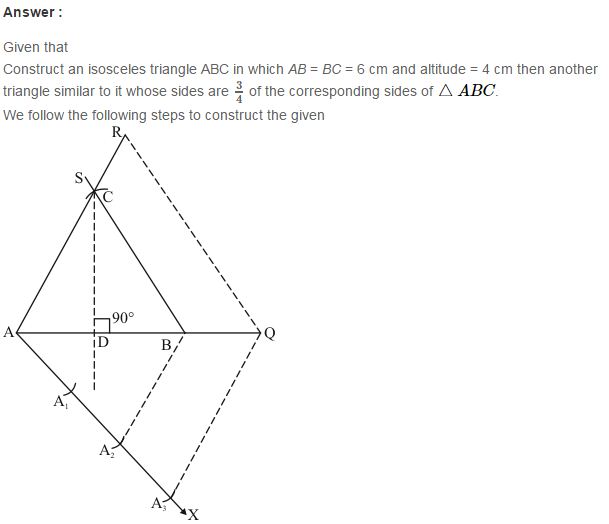 Answer :
Given that
Construct an isosceles triangle ABC in which AB = BC = 6 cm and altitude = 4 cm then another
triangle similar to it whose sides are 3/4 of the corresponding sides of △ ABC.
We follow the following steps to construct the given
R
S
C
90°
A
D
B
Q
A₁
A₂
A₃
X